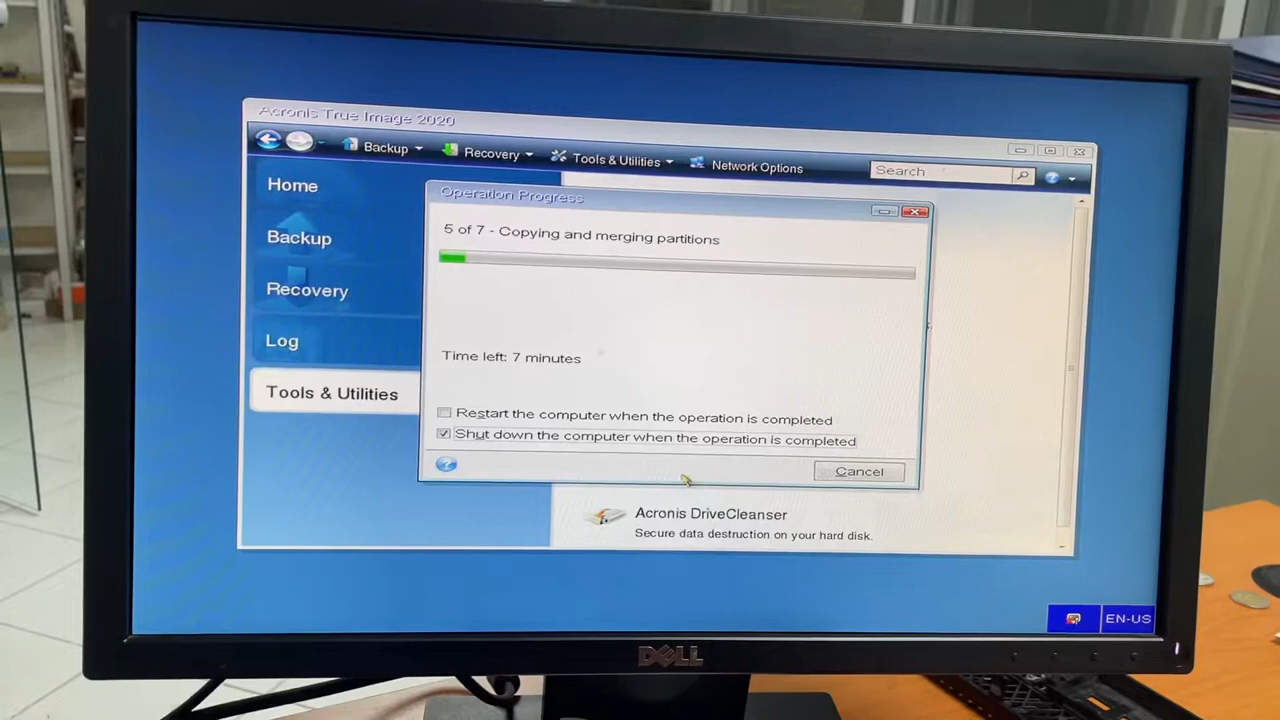 Acronis True Image 2020
Backup
Recovery
Tools & Utilities
Network Options
Search
Home
Backup
Recovery
Log
Tools & Utilities
Operation Progress
5 of 7 - Copying and merging partitions
Time left: 7 minutes
Restart the computer when the operation is completed
Shut down the computer when the operation is completed
Cancel
Acronis DriveCleanser
Secure data destruction on your hard disk.
EN-US
DELL